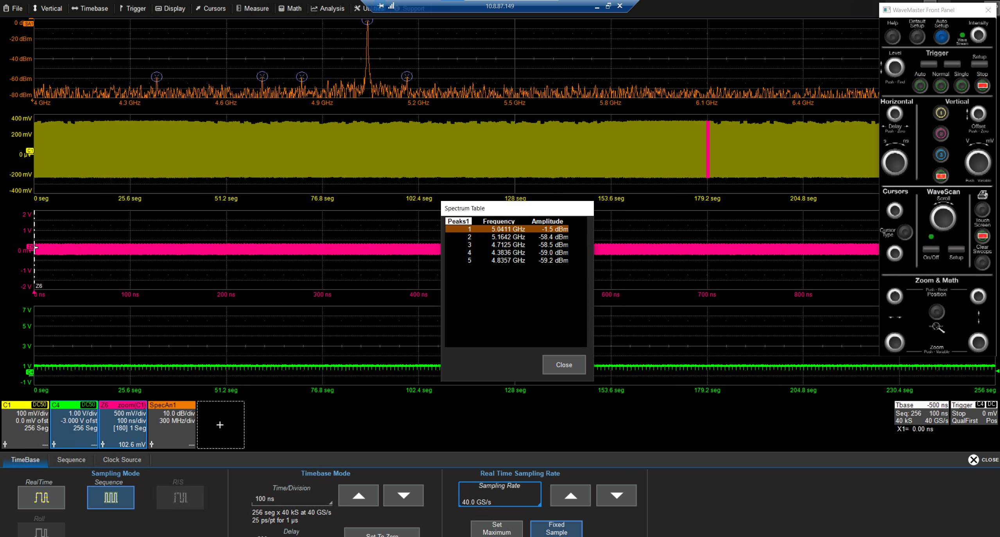 File Vertical Timebase Trigger Display Cursors Measure Math Analysis Utilities Support
10.8.87.149
WaveMaster Front Panel
SA1
-20 dBm
-40 dBm
-60 dBm
-80 dBm
4 GHz 4.3 GHz 4.6 GHz 4.9 GHz 5.2 GHz 5.5 GHz 5.8 GHz 6.1 GHz 6.4 GHz
400 mV
200 mV
C1
-200 mV
-400 mV
0 seg 25.6 seg 51.2 seg 76.8 seg 102.4 seg 128 seg 153.6 seg 179.2 seg 204.8 seg
2 V
1 V
Z6
-1 V
-2 V
Z6
0 ns 100 ns 200 ns 300 ns 400 ns 600 ns 700 ns 800 ns
7 V
5 V
3 V
1 V
C4
-1 V
0 seg 25.6 seg 51.2 seg 76.8 seg 102.4 seg 128 seg 153.6 seg 179.2 seg 204.8 seg 230.4 seg 256 seg
Spectrum Table
Peaks1 Frequency Amplitude
1 5.0411 GHz -1.5 dBm
2 5.1642 GHz -58.4 dBm
3 4.7125 GHz -58.5 dBm
4 4.3836 GHz -59.0 dBm
5 4.8357 GHz -59.2 dBm
Close
Help
Default Setup
Auto Setup
Intensity
Wave Stream
Level
Trigger
Setup
Auto Normal Single Stop
Push - Find
Horizontal Vertical
1
Delay
Push - Zero
Offset
Push - Zero
2
s ns
V mV
3
Push Variable
Cursors WaveScan
Scroll
Touch Screen
Cursor Type
Clear Sweeps
On/Off Setup
Zoom & Math
Push - Reset
Position
Zoom
Push - Variable
C1 DC50
100 mV/div
0.0 mV ofst
256 Seg
---
C4 DC50
1.00 V/div
-3.000 V ofst
256 Seg
---
Z6 zoom(C1)
500 mV/div
100 ns/div
[180] 1 Seg
102.6 mV
SpecAn1
10.0 dB/div
300 MHz/div
---
+
Tbase -500 ns
Seq: 256 100 ns
40 kS 40 GS/s
Trigger C4 DC
Stop 0 mV
QualFirst Pos
X1= 0.00 ns
TimeBase Sequence Clock Source
CLOSE
Sampling Mode
RealTime Sequence RIS
Roll
Timebase Mode
Time/Division
100 ns
256 seg x 40 kS at 40 GS/s
25 ps/pt for 1 µs
Delay
Set To Zero
Real Time Sampling Rate
Sampling Rate
40.0 GS/s
Set Maximum
Fixed Sample